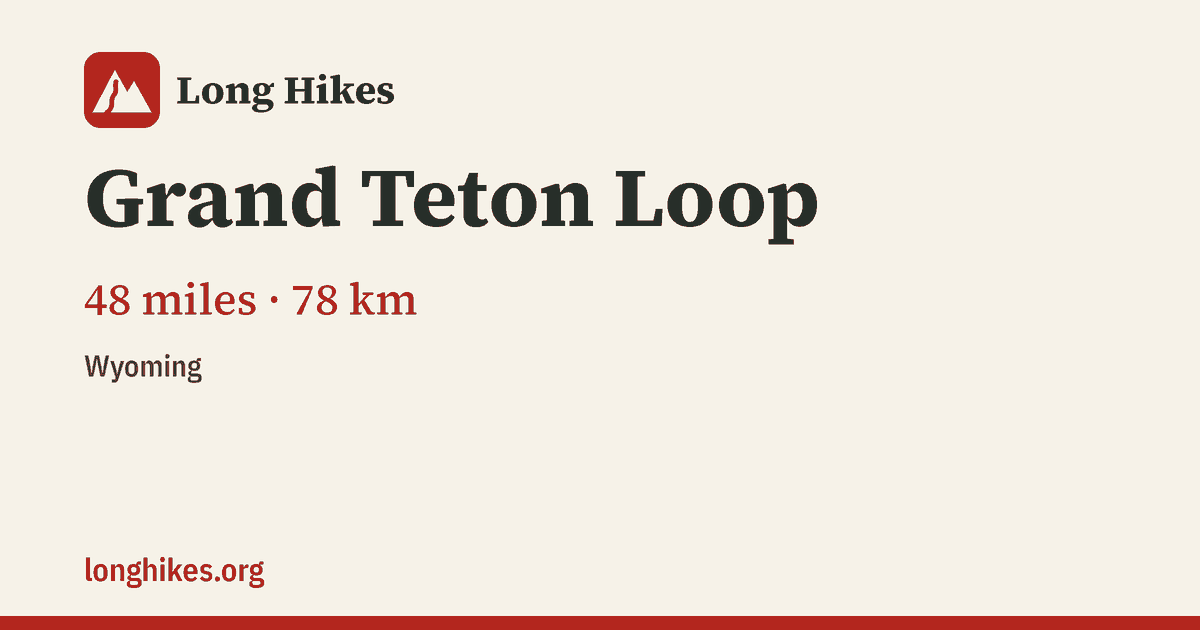 Long Hikes
Grand Teton Loop
48 miles · 78 km
Wyoming
longhikes.org